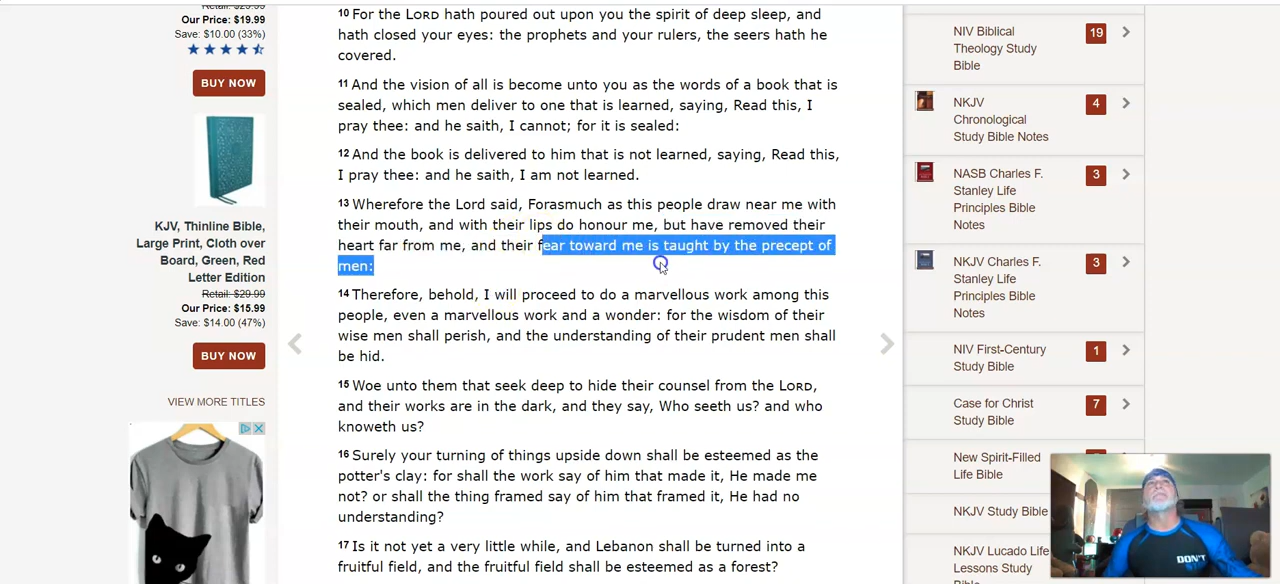 Retail: $29.99
Our Price: $19.99
Save: $10.00 (33%)
BUY NOW
KJV, Thinline Bible,
Large Print, Cloth over
Board, Green, Red
Letter Edition
Retail: $29.99
Our Price: $15.99
Save: $14.00 (47%)
BUY NOW
VIEW MORE TITLES
10 For the LORD hath poured out upon you the spirit of deep sleep, and
hath closed your eyes: the prophets and your rulers, the seers hath he
covered.
11 And the vision of all is become unto you as the words of a book that is
sealed, which men deliver to one that is learned, saying, Read this, I
pray thee: and he saith, I cannot; for it is sealed:
12 And the book is delivered to him that is not learned, saying, Read this,
I pray thee: and he saith, I am not learned.
13 Wherefore the Lord said, Forasmuch as this people draw near me with
their mouth, and with their lips do honour me, but have removed their
heart far from me, and their fear toward me is taught by the precept of
men:
14 Therefore, behold, I will proceed to do a marvellous work among this
people, even a marvellous work and a wonder: for the wisdom of their
wise men shall perish, and the understanding of their prudent men shall
be hid.
15 Woe unto them that seek deep to hide their counsel from the LORD,
and their works are in the dark, and they say, Who seeth us? and who
knoweth us?
16 Surely your turning of things upside down shall be esteemed as the
potter's clay: for shall the work say of him that made it, He made me
not? or shall the thing framed say of him that framed it, He had no
understanding?
17 Is it not yet a very little while, and Lebanon shall be turned into a
fruitful field, and the fruitful field shall be esteemed as a forest?
NIV Biblical
Theology Study
Bible
19
NKJV
Chronological
Study Bible Notes
4
NASB Charles F.
Stanley Life
Principles Bible
Notes
3
NKJV Charles F.
Stanley Life
Principles Bible
Notes
3
NIV First-Century
Study Bible
1
Case for Christ
Study Bible
7
New Spirit-Filled
Life Bible
NKJV Study Bible
NKJV Lucado Life
Lessons Study
DON'T